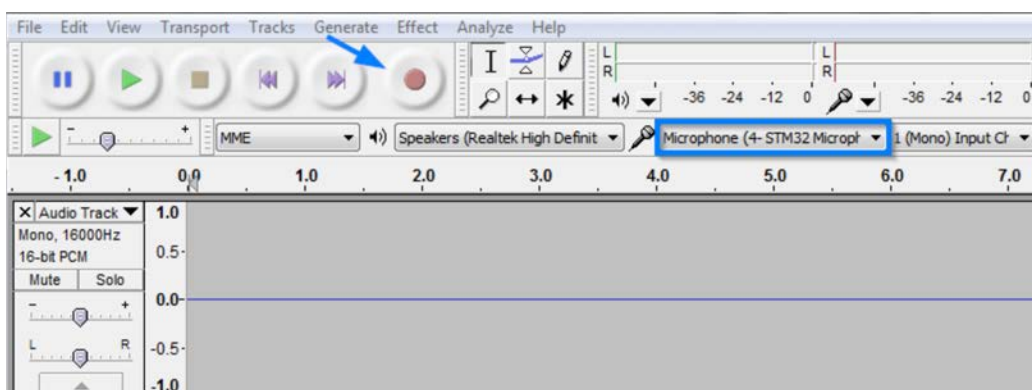 File Edit View Transport Tracks Generate Effect Analyze Help
L L
R R
-36 -24 -12 0 -36 -24 -12 0
- + MME Speakers (Realtek High Definit Microphone (4- STM32 Microph 1 (Mono) Input Ch
-1.0 0.0 1.0 2.0 3.0 4.0 5.0 6.0 7.0
X Audio Track 1.0
Mono, 16000Hz
16-bit PCM 0.5
Mute Solo
- + 0.0
L R -0.5
-1.0